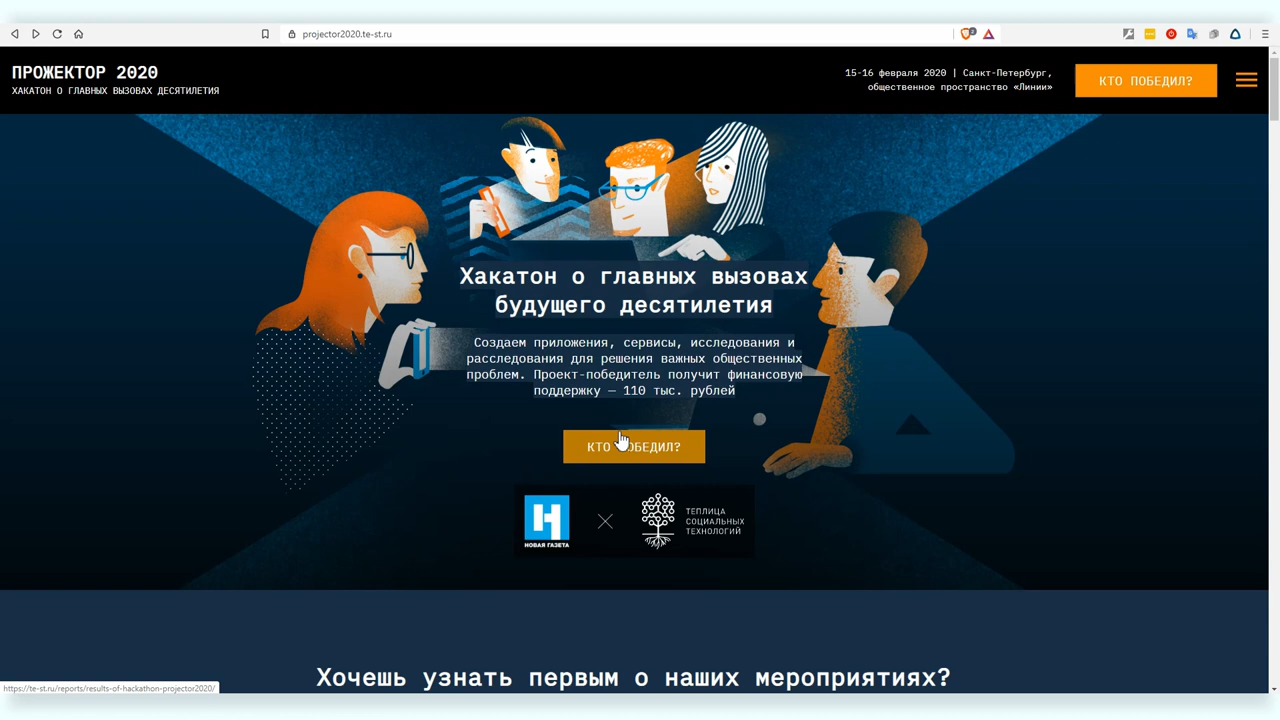 projector2020.te-st.ru
ПРОЖЕКТОР 2020
ХАКАТОН О ГЛАВНЫХ ВЫЗОВАХ ДЕСЯТИЛЕТИЯ
15-16 февраля 2020 | Санкт-Петербург,
общественное пространство «Линии»
КТО ПОБЕДИЛ?
Хакатон о главных вызовах
будущего десятилетия
Создаем приложения, сервисы, исследования и
расследования для решения важных общественных
проблем. Проект-победитель получит финансовую
поддержку — 110 тыс. рублей
КТО ПОБЕДИЛ?
НОВАЯ ГАЗЕТА
ТЕПЛИЦА
СОЦИАЛЬНЫХ
ТЕХНОЛОГИЙ
Хочешь узнать первым о наших мероприятиях?
https://te-st.ru/reports/results-of-hackathon-projector2020/